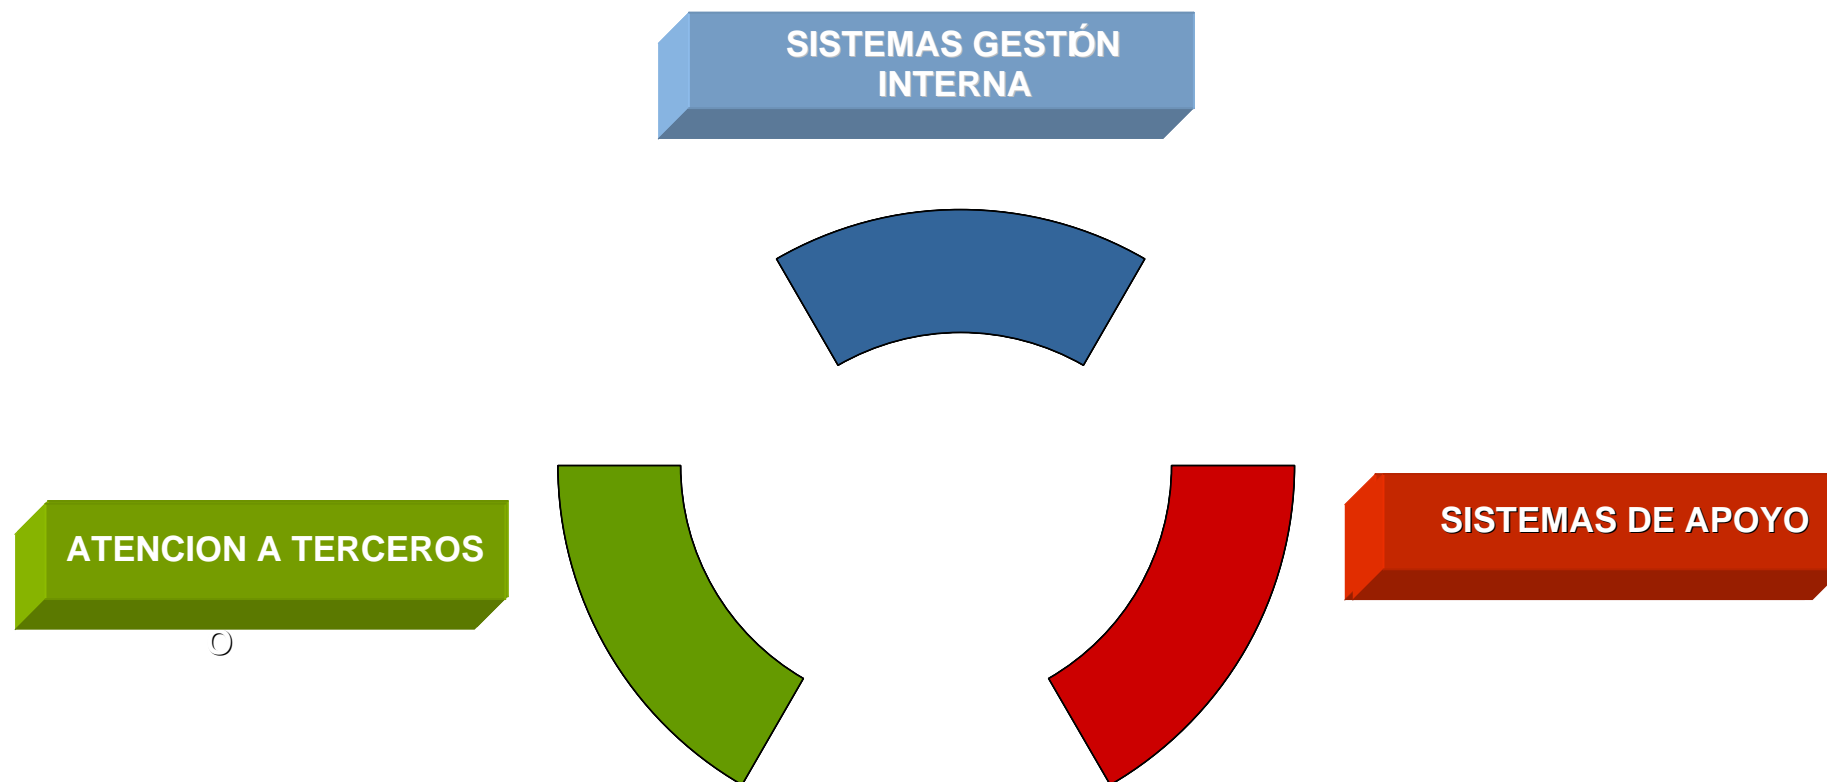 SISTEMAS GESTIÓN
INTERNA
ATENCION A TERCEROS
SISTEMAS DE APOYO
O